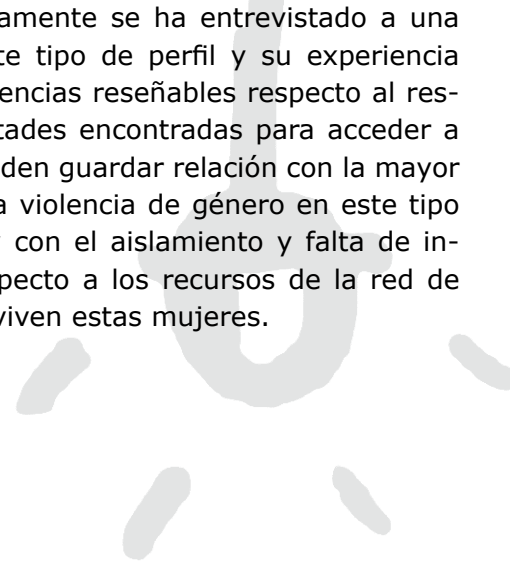 amente se ha entrevistado a una
te tipo de perfil y su experiencia
encias reseñables respecto al res-
tades encontradas para acceder a
den guardar relación con la mayor
a violencia de género en este tipo
con el aislamiento y falta de in-
pecto a los recursos de la red de
viven estas mujeres.